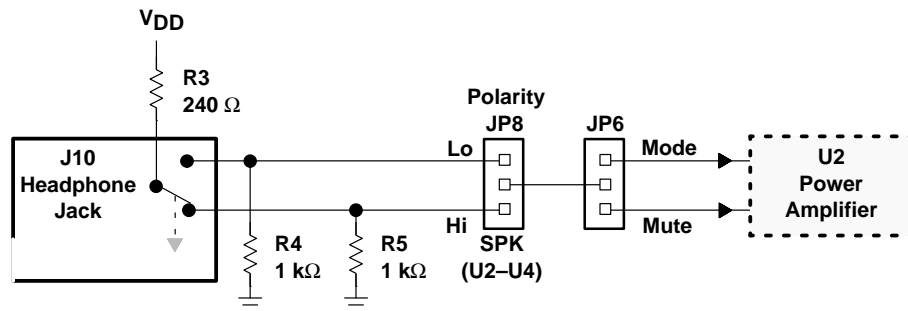 VDD
R3
240 Ω
Polarity
JP8
JP6
J10
Headphone
Jack
Lo
Mode
U2
Power
Amplifier
Hi
Mute
R4
1 kΩ
R5
1 kΩ
SPK
(U2–U4)